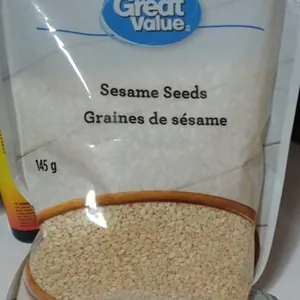 Great
Value
Sesame Seeds
Graines de sésame
145 g